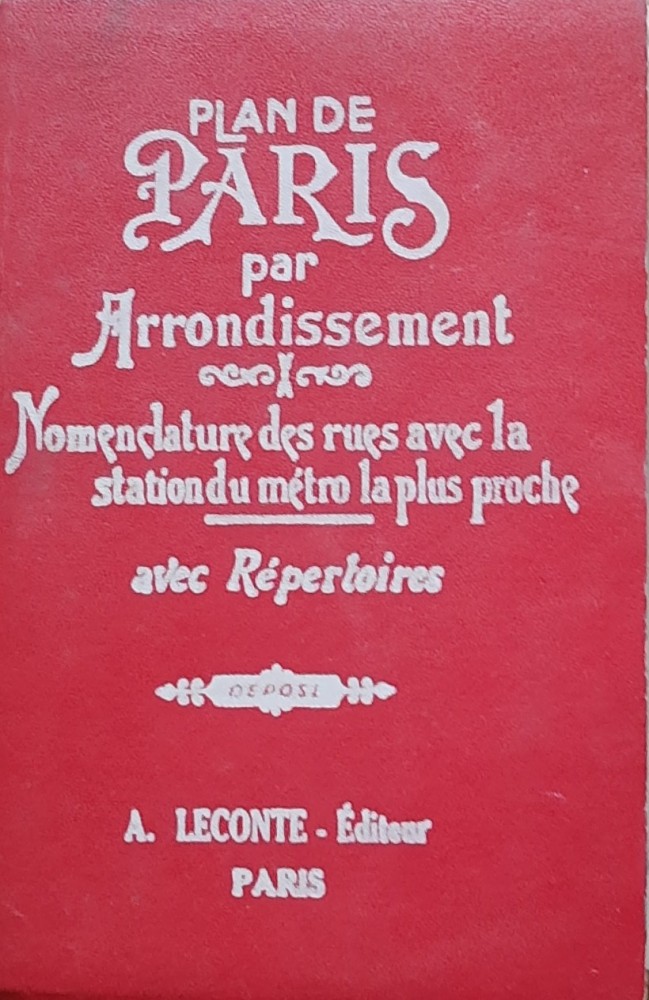 PLAN DE
PARIS
par
Arrondissement
Nomenclature des rues avec la
station du métro la plus proche
avec Répertoires
DEPOSE
A. LECONTE - Éditeur
PARIS